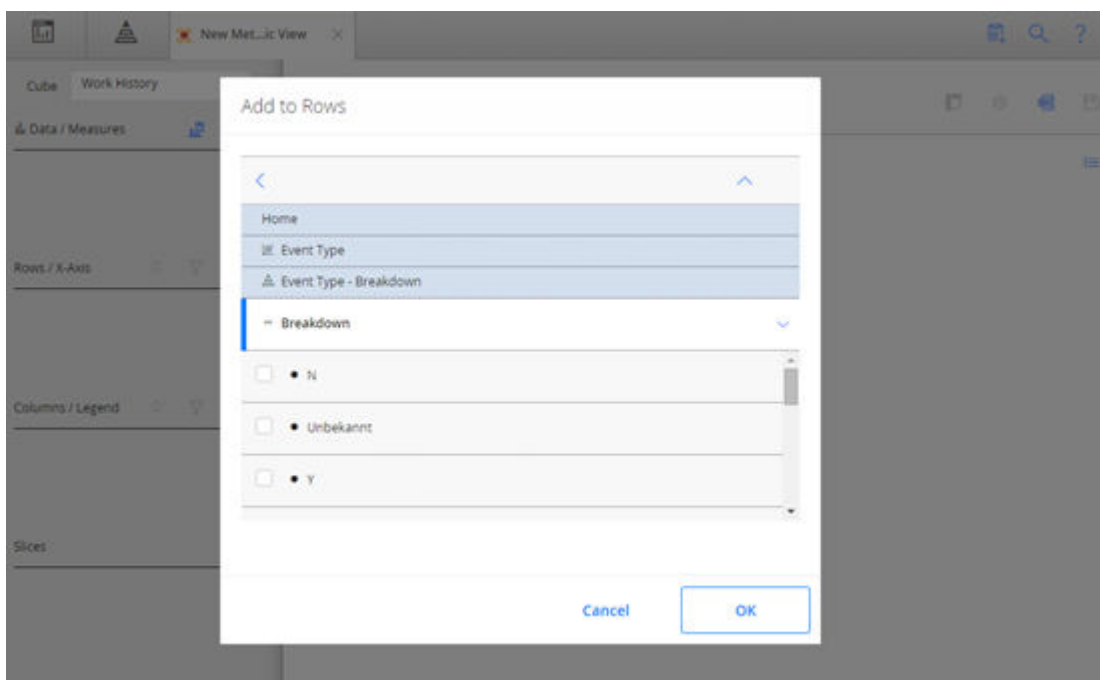 New Met...ic View
?
Cube Work History
Data / Measures
Rows / X-Axis
Columns / Legend
Slices
Add to Rows
Home
Event Type
Event Type - Breakdown
Breakdown
N
Unbekannt
Y
Cancel OK